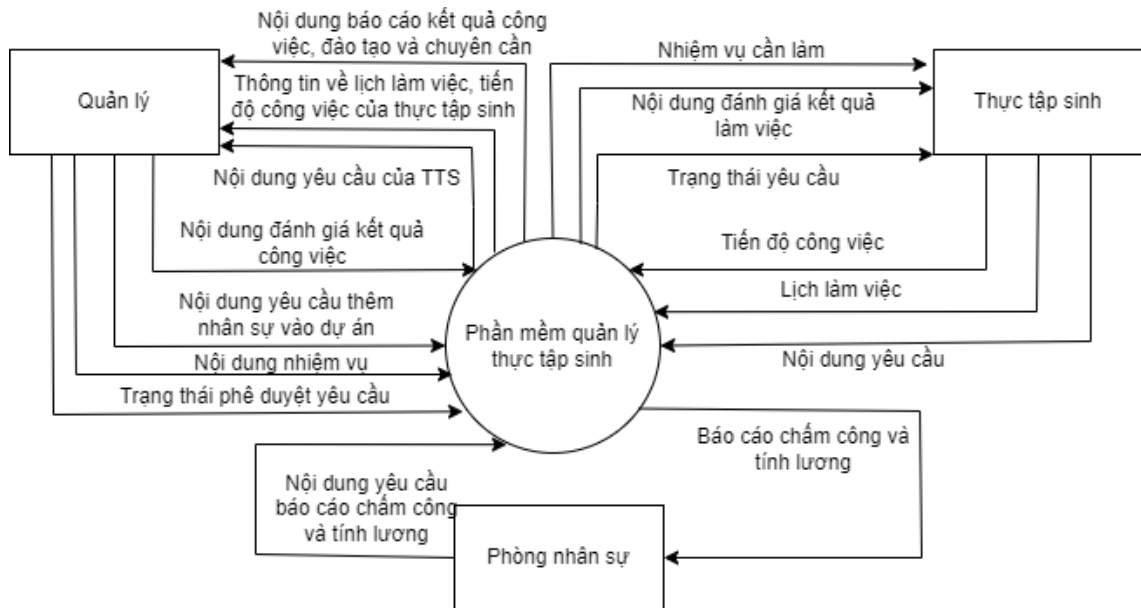 Nội dung báo cáo kết quả công
việc, đào tạo và chuyên cần
Nhiệm vụ cần làm
Quản lý
Thông tin về lịch làm việc, tiến
độ công việc của thực tập sinh
Nội dung đánh giá kết quả
làm việc
Thực tập sinh
Nội dung yêu cầu của TTS
Trạng thái yêu cầu
Nội dung đánh giá kết quả
công việc
Tiến độ công việc
Lịch làm việc
Nội dung yêu cầu thêm
nhân sự vào dự án
Phần mềm quản lý
thực tập sinh
Nội dung yêu cầu
Nội dung nhiệm vụ
Trạng thái phê duyệt yêu cầu
Báo cáo chấm công và
tính lương
Nội dung yêu cầu
báo cáo chấm công
và tính lương
Phòng nhân sự